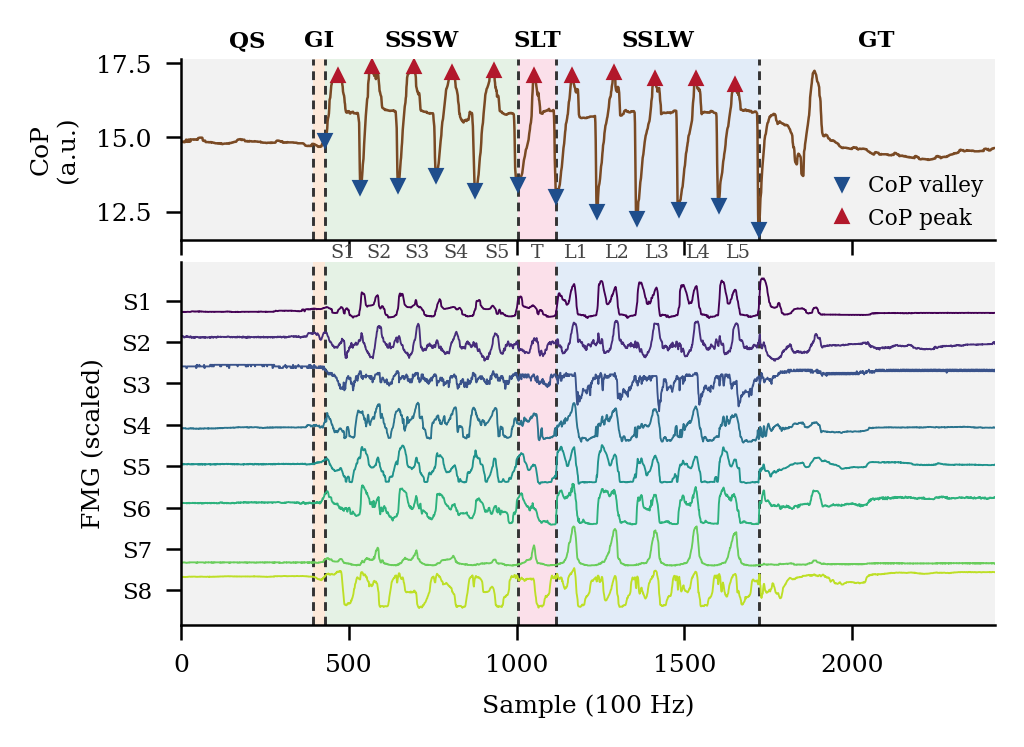 QS GI SSSW SLT SSLW GT
17.5
15.0
12.5
CoP
(a.u.)
CoP valley
CoP peak
S1 S2 S3 S4 S5 T L1 L2 L3 L4 L5
S1
S2
S3
S4
S5
S6
S7
S8
FMG (scaled)
0 500 1000 1500 2000
Sample (100 Hz)